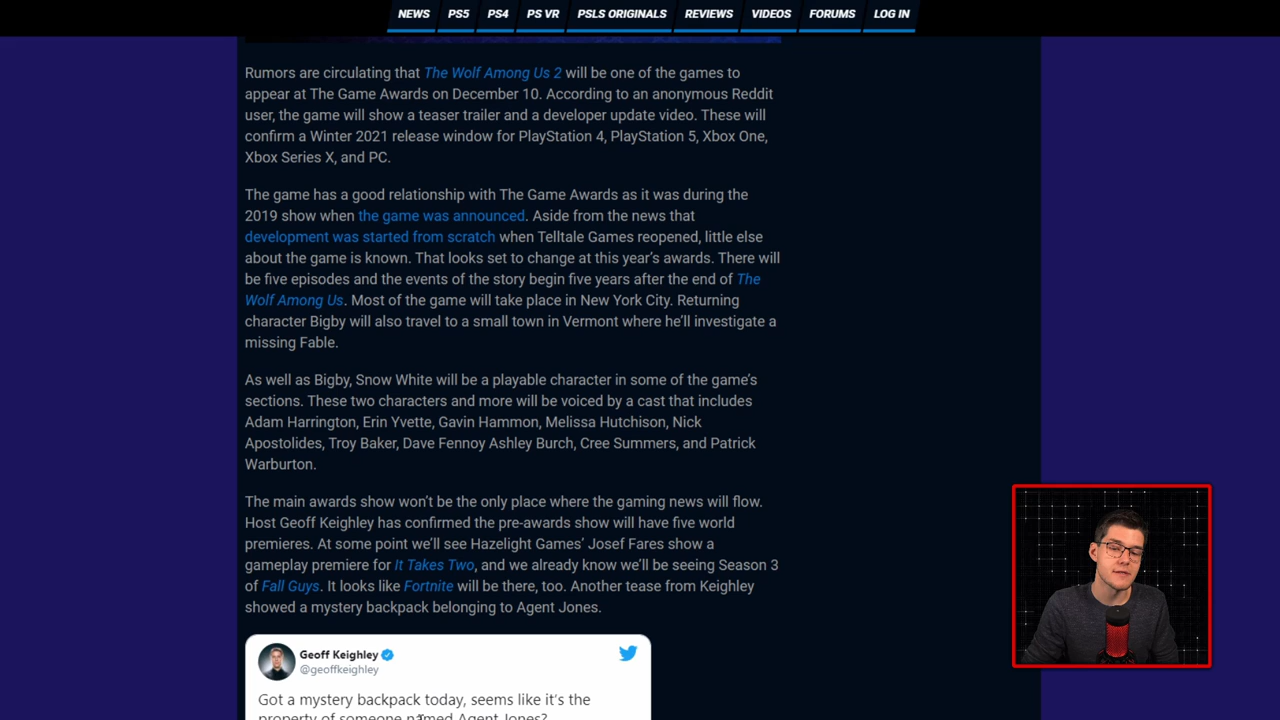 NEWS PS5 PS4 PS VR PSLS ORIGINALS REVIEWS VIDEOS FORUMS LOG IN
Rumors are circulating that The Wolf Among Us 2 will be one of the games to
appear at The Game Awards on December 10. According to an anonymous Reddit
user, the game will show a teaser trailer and a developer update video. These will
confirm a Winter 2021 release window for PlayStation 4, PlayStation 5, Xbox One,
Xbox Series X, and PC.
The game has a good relationship with The Game Awards as it was during the
2019 show when the game was announced. Aside from the news that
development was started from scratch when Telltale Games reopened, little else
about the game is known. That looks set to change at this year's awards. There will
be five episodes and the events of the story begin five years after the end of The
Wolf Among Us. Most of the game will take place in New York City. Returning
character Bigby will also travel to a small town in Vermont where he'll investigate a
missing Fable.
As well as Bigby, Snow White will be a playable character in some of the game's
sections. These two characters and more will be voiced by a cast that includes
Adam Harrington, Erin Yvette, Gavin Hammon, Melissa Hutchison, Nick
Apostolides, Troy Baker, Dave Fennoy Ashley Burch, Cree Summers, and Patrick
Warburton.
The main awards show won't be the only place where the gaming news will flow.
Host Geoff Keighley has confirmed the pre-awards show will have five world
premieres. At some point we'll see Hazelight Games' Josef Fares show a
gameplay premiere for It Takes Two, and we already know we'll be seeing Season 3
of Fall Guys. It looks like Fortnite will be there, too. Another tease from Keighley
showed a mystery backpack belonging to Agent Jones.
Geoff Keighley
@geoffkeighley
Got a mystery backpack today, seems like it's the
property of someone named Agent Jones?